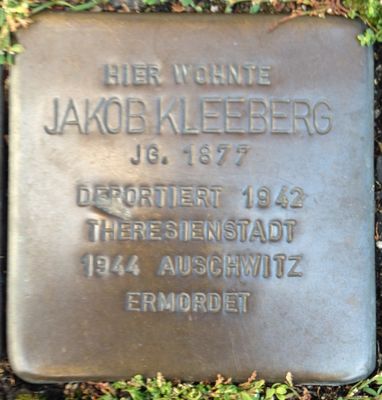 HIER WOHNTE
JAKOB KLEEBERG
JG. 1877
DEPORTIERT 1942
THERESIENSTADT
1944 AUSCHWITZ
ERMORDET